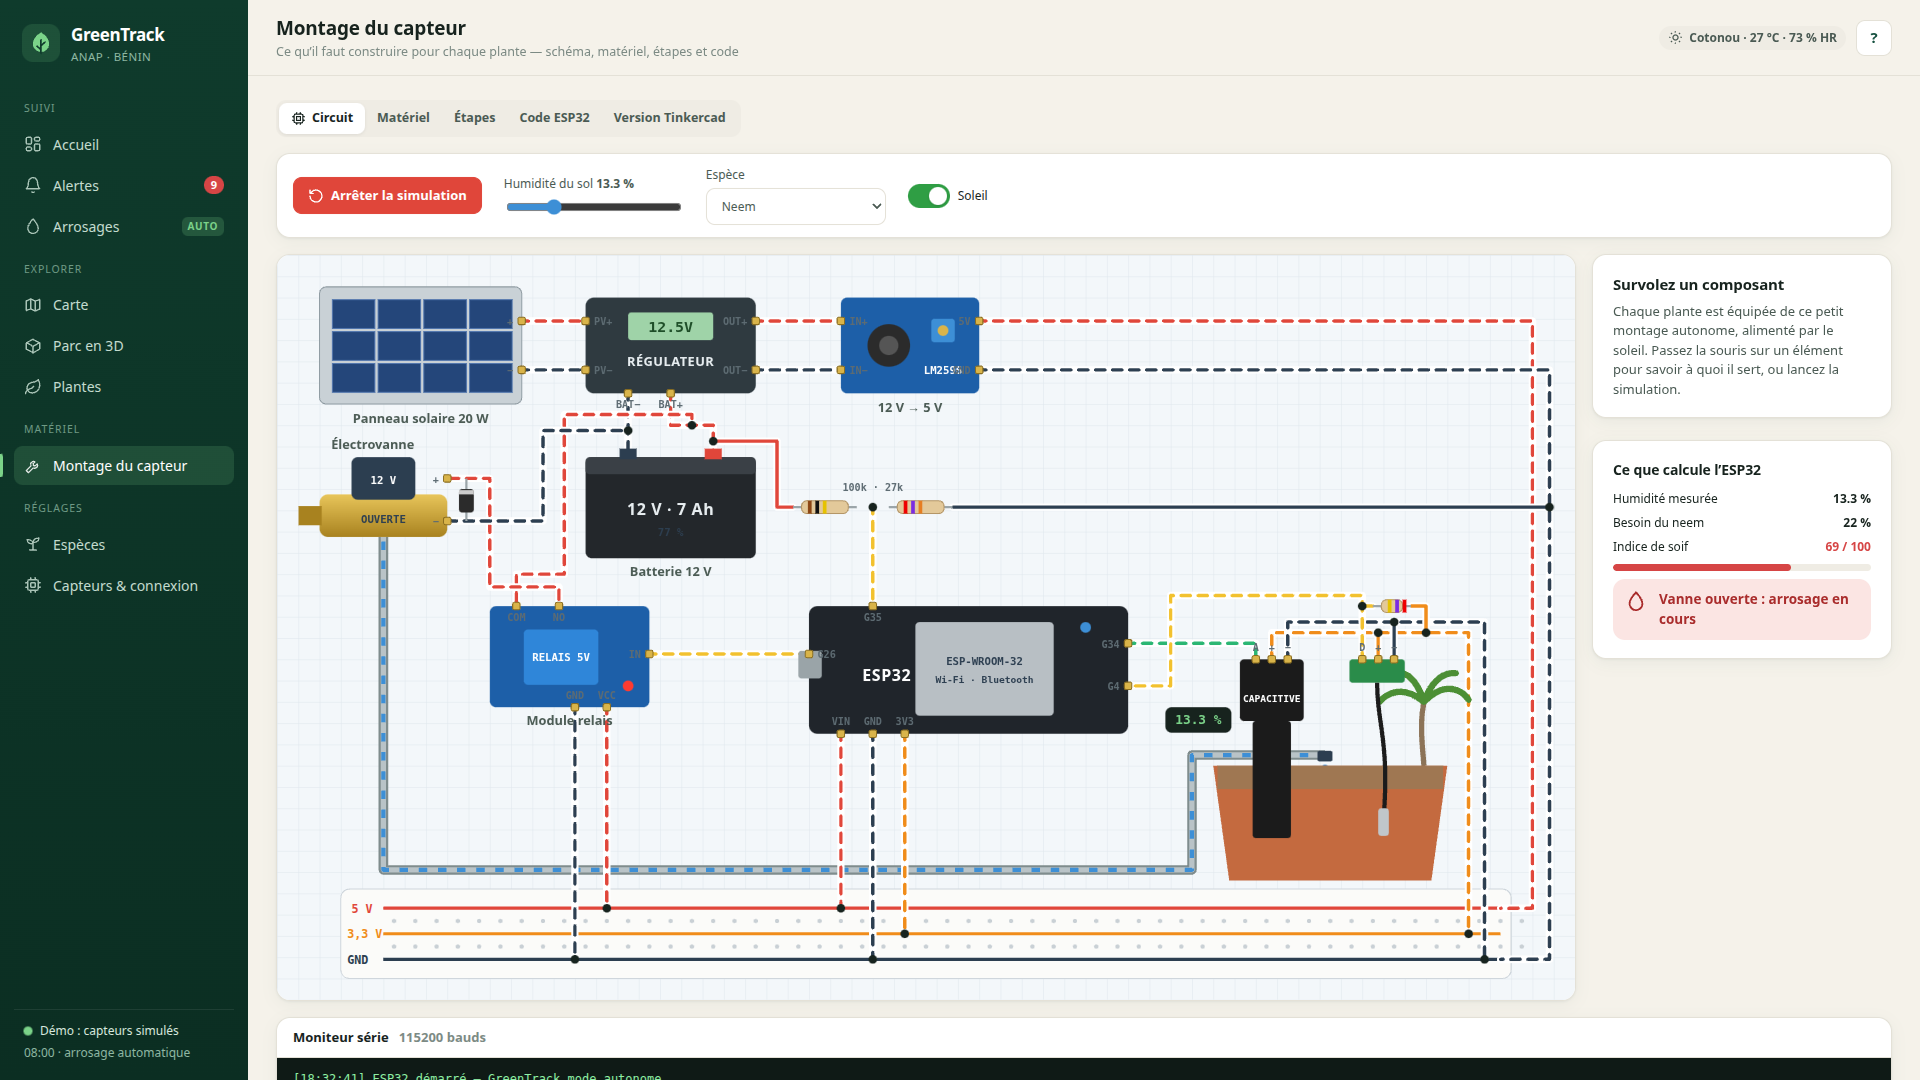 GreenTrack
ANAP · BÉNIN
SUIVI
Accueil
Alertes
9
Arrosages
AUTO
EXPLORER
Carte
Parc en 3D
Plantes
MATÉRIEL
Montage du capteur
RÉGLAGES
Espèces
Capteurs & connexion
Démo : capteurs simulés
08:00 · arrosage automatique
Montage du capteur
Ce qu’il faut construire pour chaque plante — schéma, matériel, étapes et code
Cotonou · 27 °C · 73 % HR
?
Circuit
Matériel
Étapes
Code ESP32
Version Tinkercad
Arrêter la simulation
Humidité du sol 13.3 %
Espèce
Neem
Soleil
+
−
Panneau solaire 20 W
PV+
PV−
12.5V
RÉGULATEUR
OUT+
OUT−
BAT−
BAT+
IN+
IN−
5V
LM2596
12 V → 5 V
Électrovanne
12 V
OUVERTE
+
−
12 V · 7 Ah
77 %
Batterie 12 V
100k · 27k
COM
NO
RELAIS 5V
IN
GND
VCC
Module relais
G35
G26
ESP32
ESP-WROOM-32
Wi-Fi · Bluetooth
G34
G4
VIN
GND
3V3
CAPACITIVE
D
13.3 %
5 V
3,3 V
GND
Survolez un composant
Chaque plante est équipée de ce petit
montage autonome, alimenté par le
soleil. Passez la souris sur un élément
pour savoir à quoi il sert, ou lancez la
simulation.
Ce que calcule l’ESP32
Humidité mesurée
13.3 %
Besoin du neem
22 %
Indice de soif
69 / 100
Vanne ouverte : arrosage en
cours
Moniteur série
115200 bauds
[18:32:41] ESP32 démarré — GreenTrack mode autonome